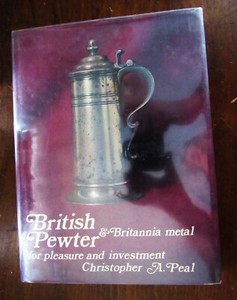 British
Pewter & Britannia metal
for pleasure and investment
Christopher A. Peal